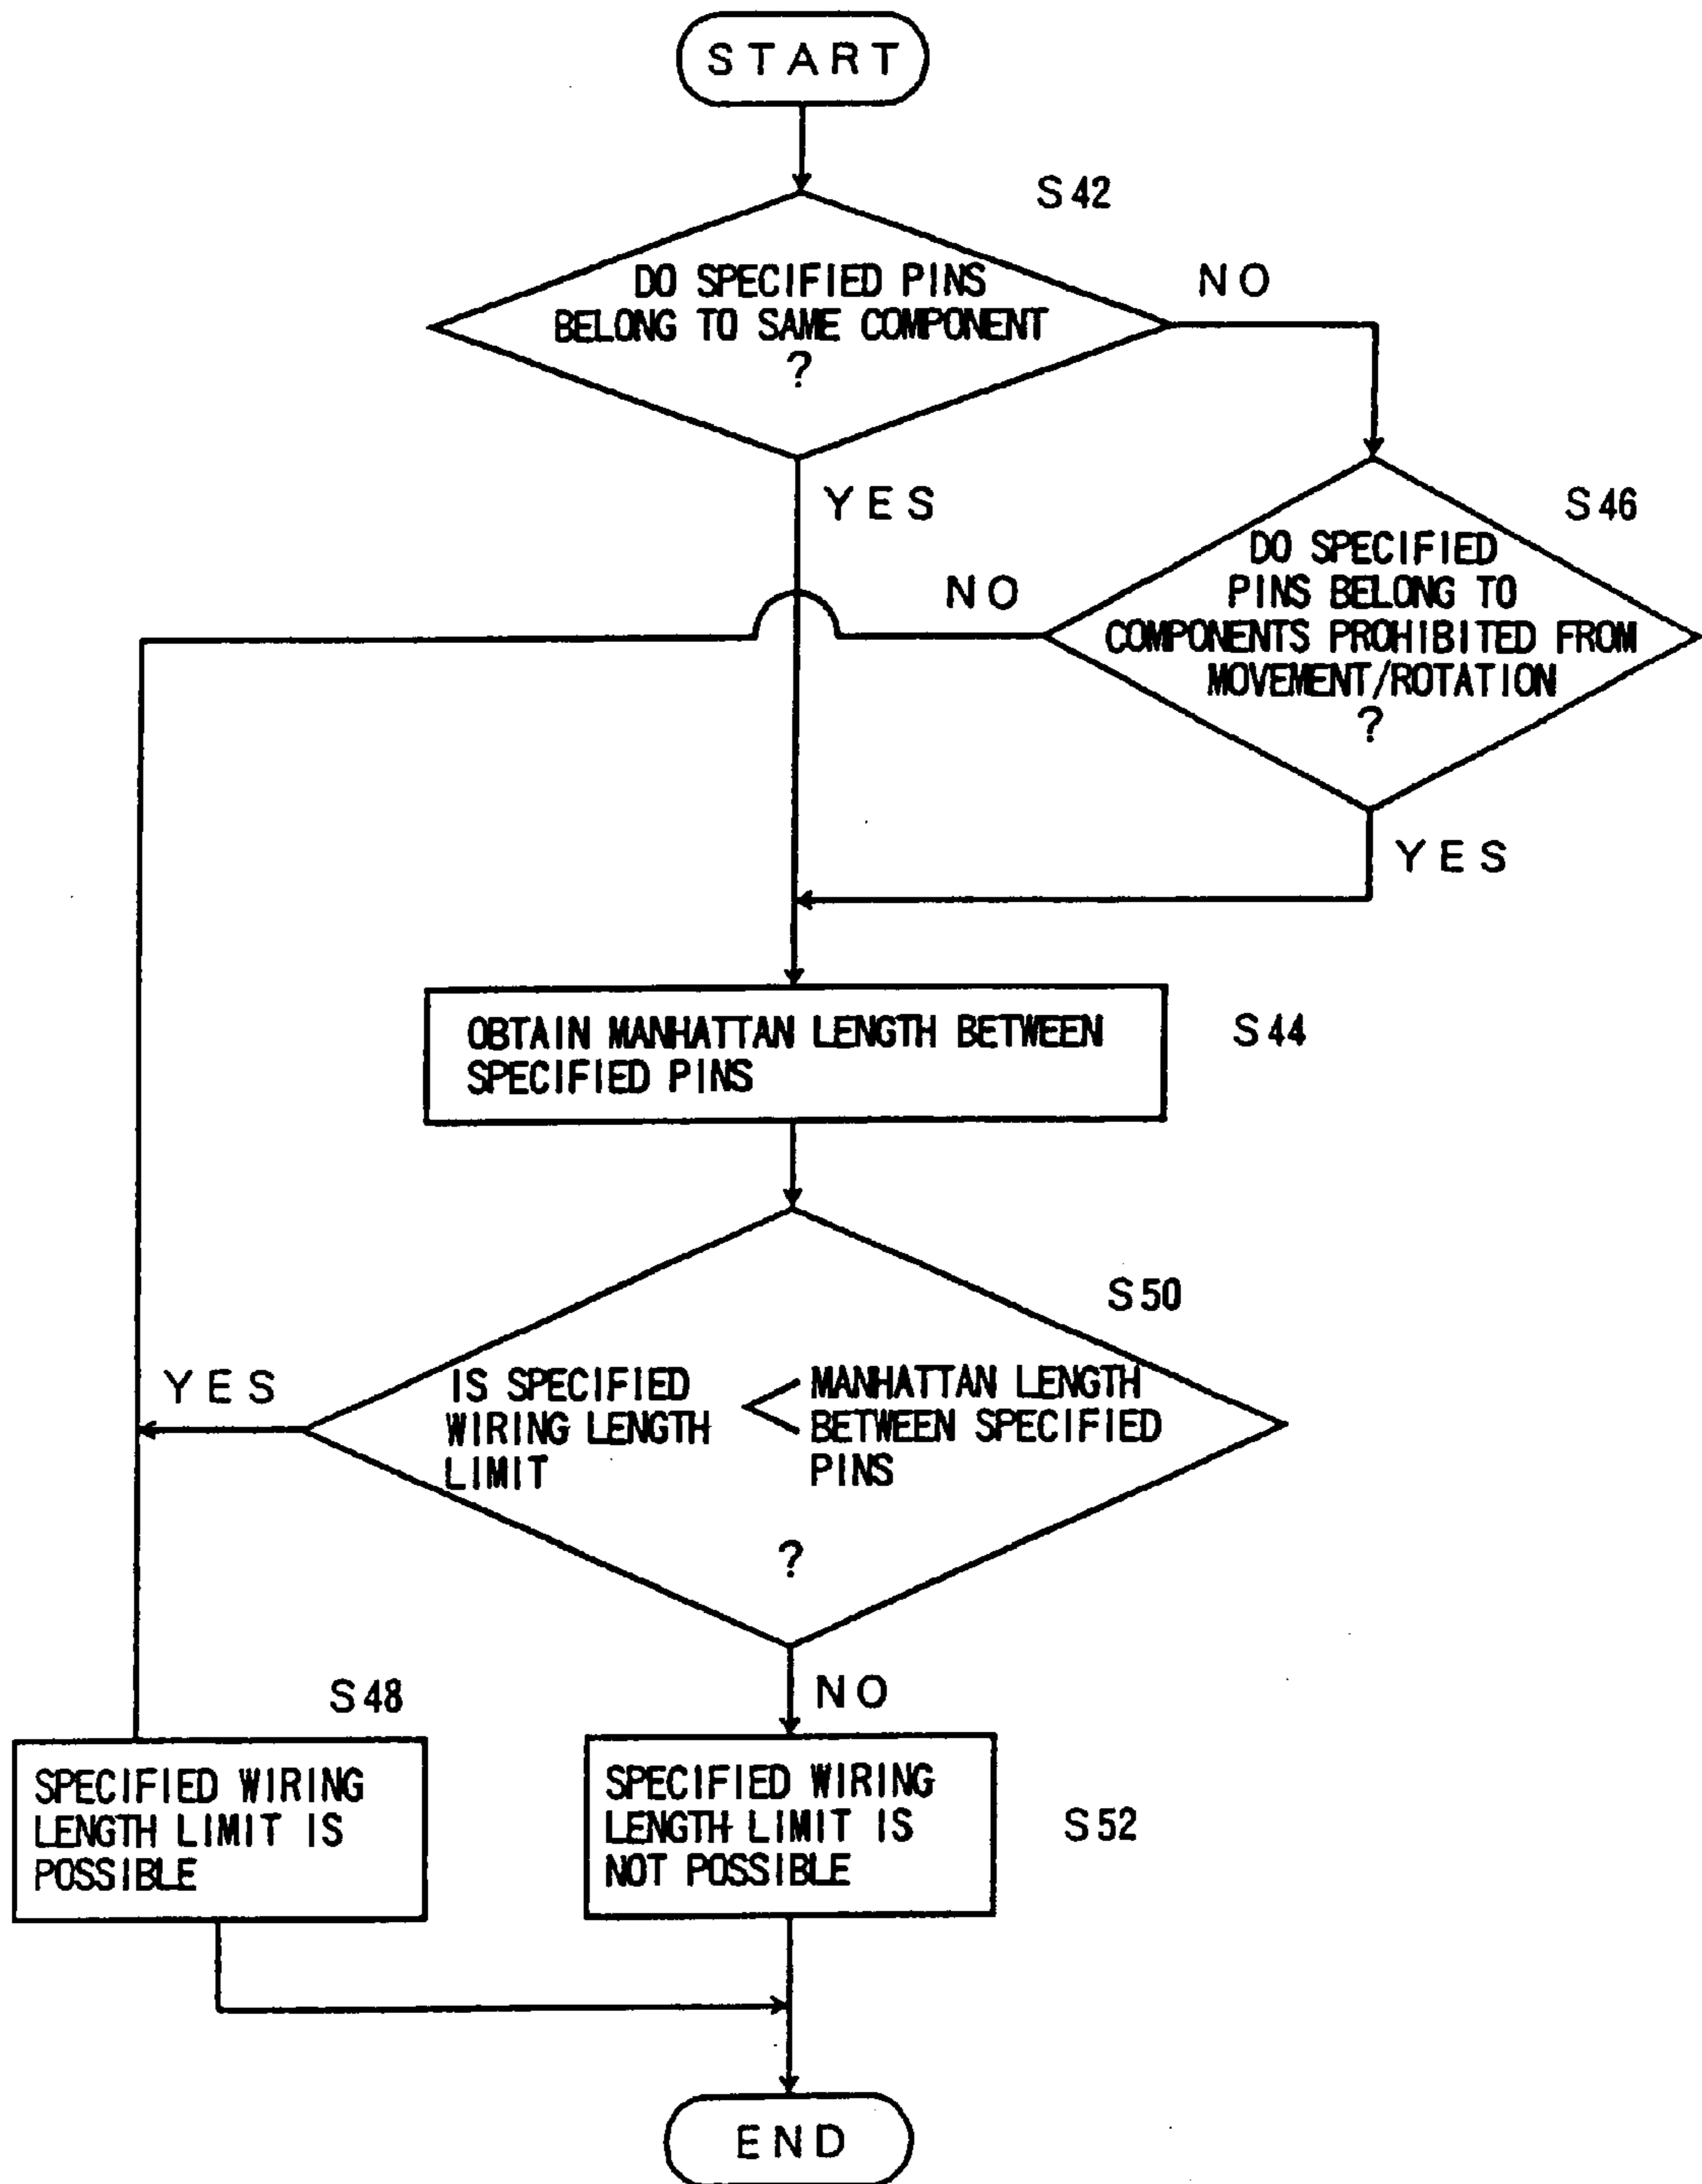 START
S42
DO SPECIFIED PINS
BELONG TO SAME COMPONENT
?
NO
YES
S46
DO SPECIFIED
PINS BELONG TO
COMPONENTS PROHIBITED FROM
MOVEMENT/ROTATION
?
NO
YES
OBTAIN MANHATTAN LENGTH BETWEEN
SPECIFIED PINS
S44
S50
IS SPECIFIED
WIRING LENGTH
LIMIT
<
MANHATTAN LENGTH
BETWEEN SPECIFIED
PINS
?
YES
NO
S48
SPECIFIED WIRING
LENGTH LIMIT IS
POSSIBLE
SPECIFIED WIRING
LENGTH LIMIT IS
NOT POSSIBLE
S52
END